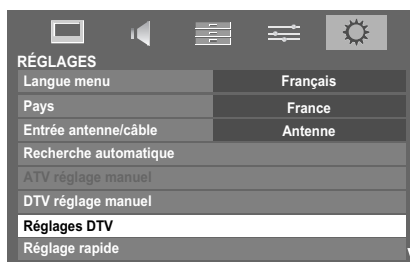 RÉGLAGES
Langue menu Français
Pays France
Entrée antenne/câble Antenne
Recherche automatique
ATV réglage manuel
DTV réglage manuel
Réglages DTV
Réglage rapide